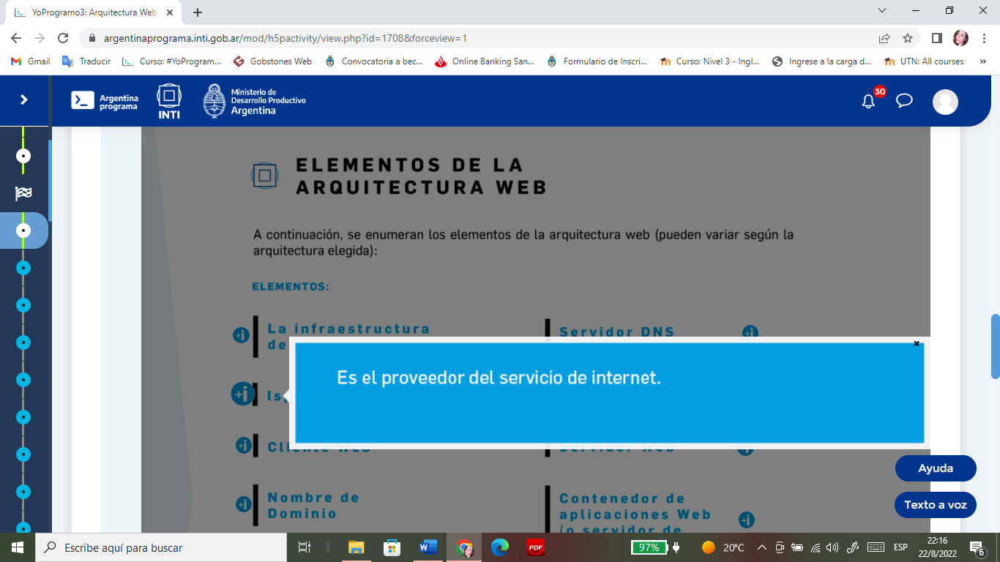 YoProgramo3: Arquitectura Web
argentinaprograma.inti.gob.ar/mod/h5pactivity/view.php?id=1708&forceview=1
Gmail
Traducir
Curso: #YoProgram...
Gobstones Web
Convocatoria a bec...
Online Banking San...
Formulario de Inscri...
Curso: Nivel 3 - Ingl...
Ingrese a la carga d...
UTN: All courses
»
Argentina
programa
INTI
Ministerio de
Desarrollo Productivo
Argentina
30
ELEMENTOS DE LA
ARQUITECTURA WEB
A continuación, se enumeran los elementos de la arquitectura web (pueden variar según la
arquitectura elegida):
ELEMENTOS:
+i La infraestructura
de
Servidor DNS +i
Es el proveedor del servicio de internet.
+i
+i Cliente Web
Servidor Web +i
+i Nombre de
Dominio
Contenedor de
aplicaciones Web
(o servidor de
+i
Ayuda
Texto a voz
Escribe aquí para buscar
PDF
97%
20°C
ESP
22:16
22/8/2022
6